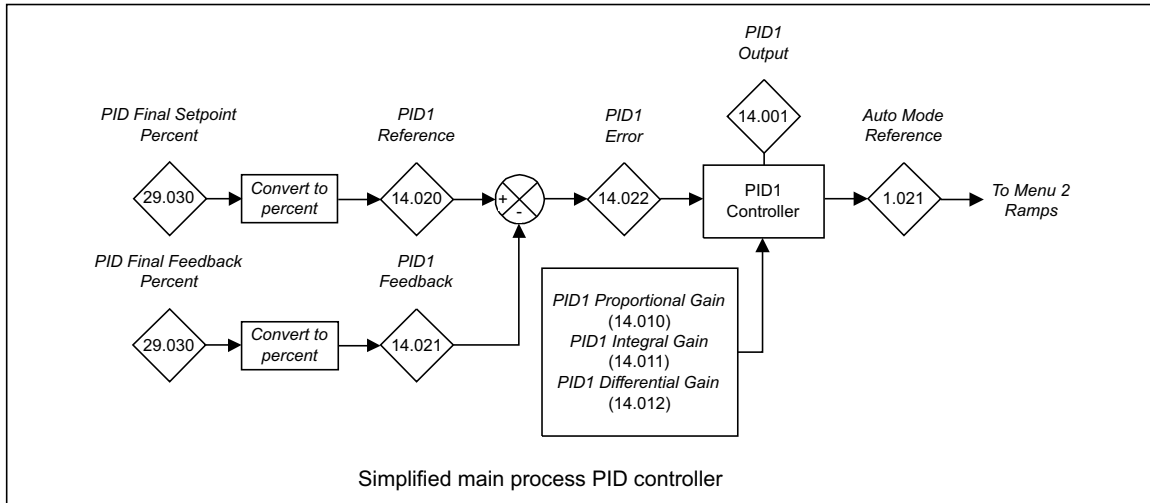 PID1
Output
14.001
PID Final Setpoint
Percent
29.030
Convert to
percent
PID1
Reference
14.020
+
-
PID1
Error
14.022
PID1
Controller
Auto Mode
Reference
1.021
To Menu 2
Ramps
PID Final Feedback
Percent
29.030
Convert to
percent
PID1
Feedback
14.021
PID1 Proportional Gain
(14.010)
PID1 Integral Gain
(14.011)
PID1 Differential Gain
(14.012)
Simplified main process PID controller